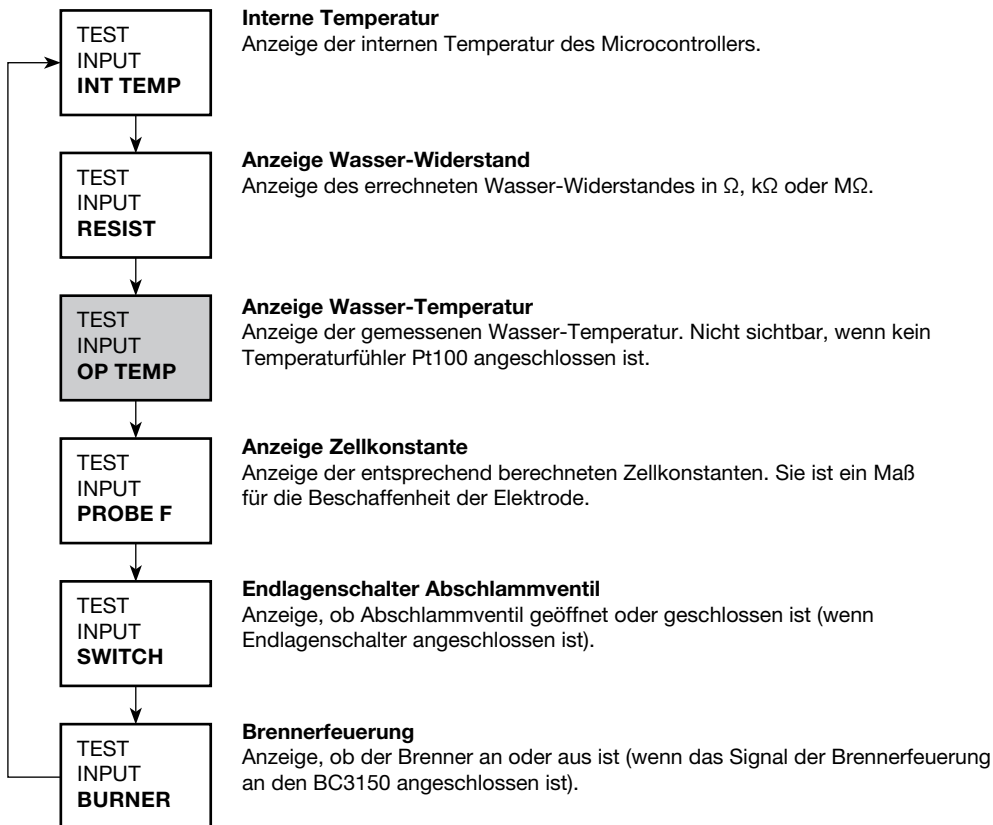 TEST
INPUT
INT TEMP
Interne Temperatur
Anzeige der internen Temperatur des Microcontrollers.
TEST
INPUT
RESIST
Anzeige Wasser-Widerstand
Anzeige des errechneten Wasser-Widerstandes in Ω, kΩ oder MΩ.
TEST
INPUT
OP TEMP
Anzeige Wasser-Temperatur
Anzeige der gemessenen Wasser-Temperatur. Nicht sichtbar, wenn kein
Temperaturfühler Pt100 angeschlossen ist.
TEST
INPUT
PROBE F
Anzeige Zellkonstante
Anzeige der entsprechend berechneten Zellkonstanten. Sie ist ein Maß
für die Beschaffenheit der Elektrode.
TEST
INPUT
SWITCH
Endlagenschalter Abschlammventil
Anzeige, ob Abschlammventil geöffnet oder geschlossen ist (wenn
Endlagenschalter angeschlossen ist).
TEST
INPUT
BURNER
Brennerfeuerung
Anzeige, ob der Brenner an oder aus ist (wenn das Signal der Brennerfeuerung
an den BC3150 angeschlossen ist).